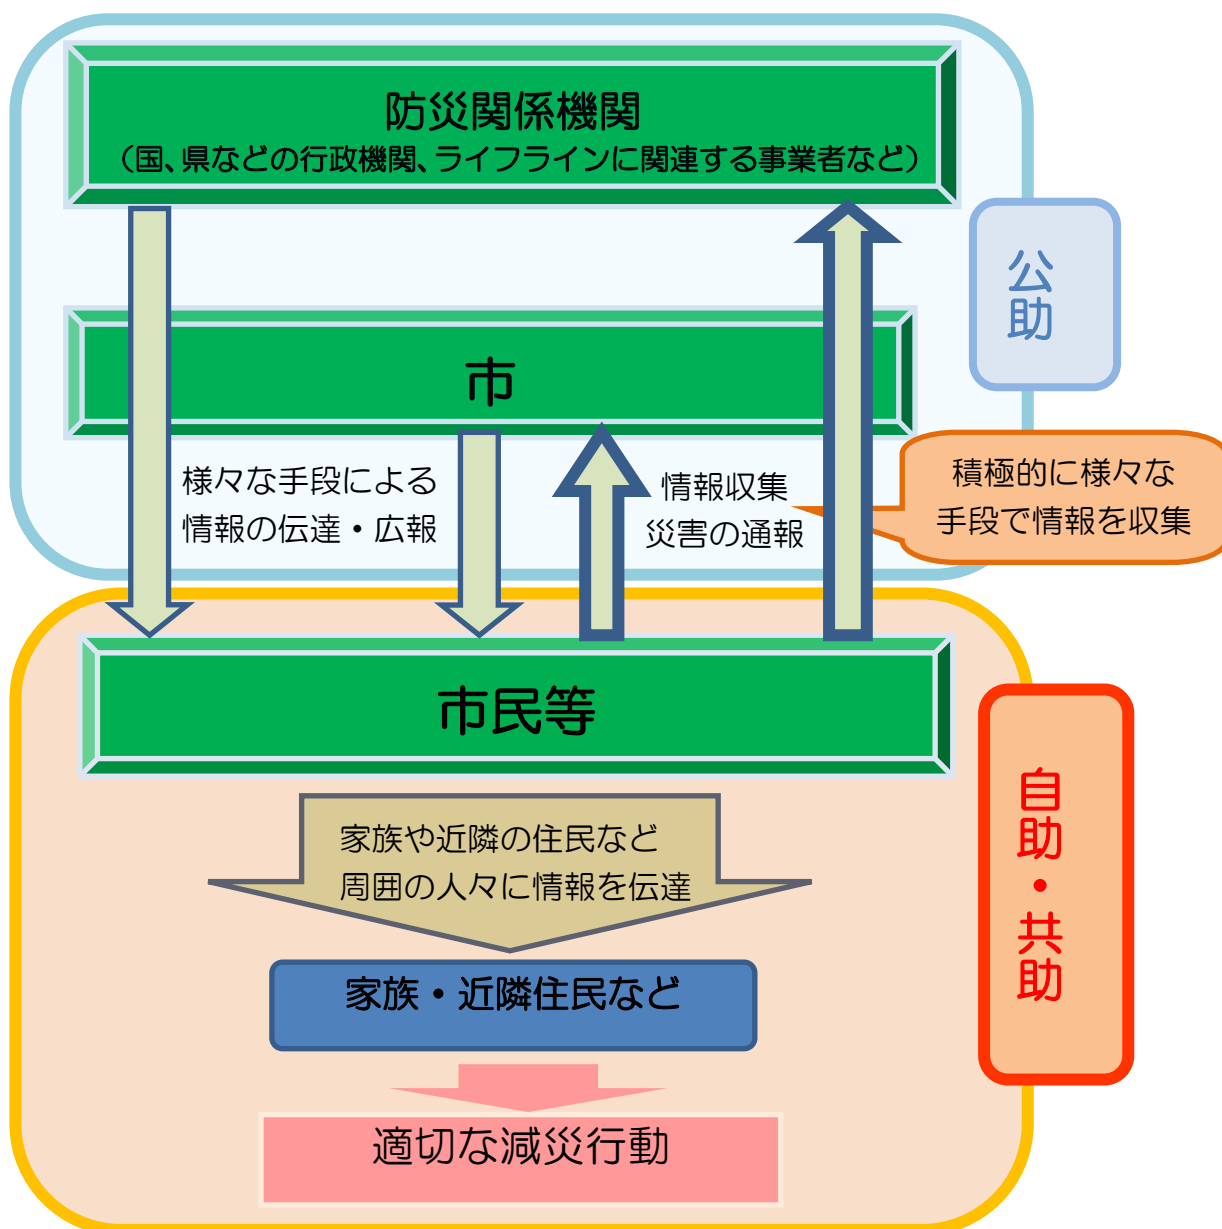 防災関係機関
（国、県などの行政機関、ライフラインに関連する事業者など）
公助
市
様々な手段による
情報の伝達・広報
情報収集
災害の通報
積極的に様々な
手段で情報を収集
市民等
自助・共助
家族や近隣の住民など
周囲の人々に情報を伝達
家族・近隣住民など
適切な減災行動